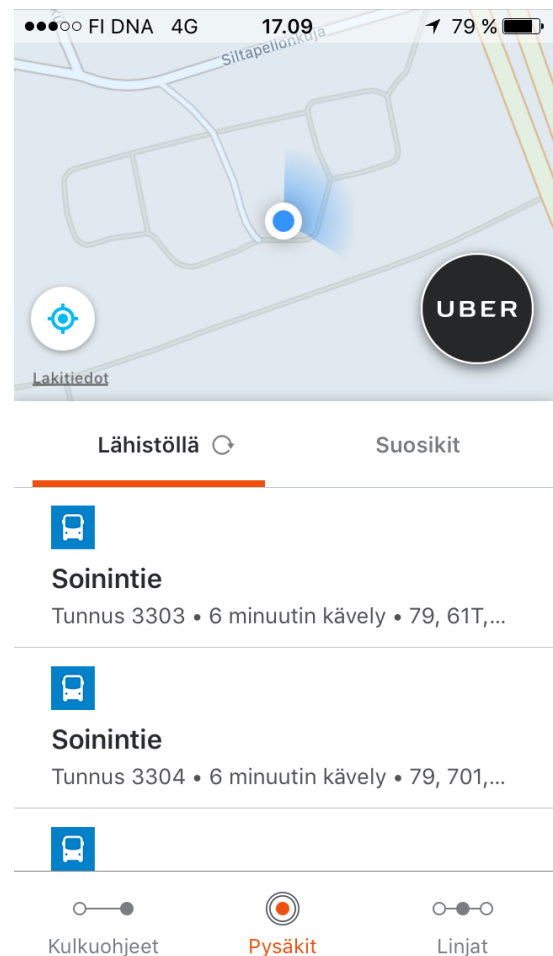 FI DNA 4G 17.09 79 %
Siltapellonkuja
UBER
Lakitiedot
Lähistöllä Suosikit
Soinintie
Tunnus 3303 • 6 minuutin kävely • 79, 61T,...
Soinintie
Tunnus 3304 • 6 minuutin kävely • 79, 701,...
Kulkuohjeet Pysäkit Linjat